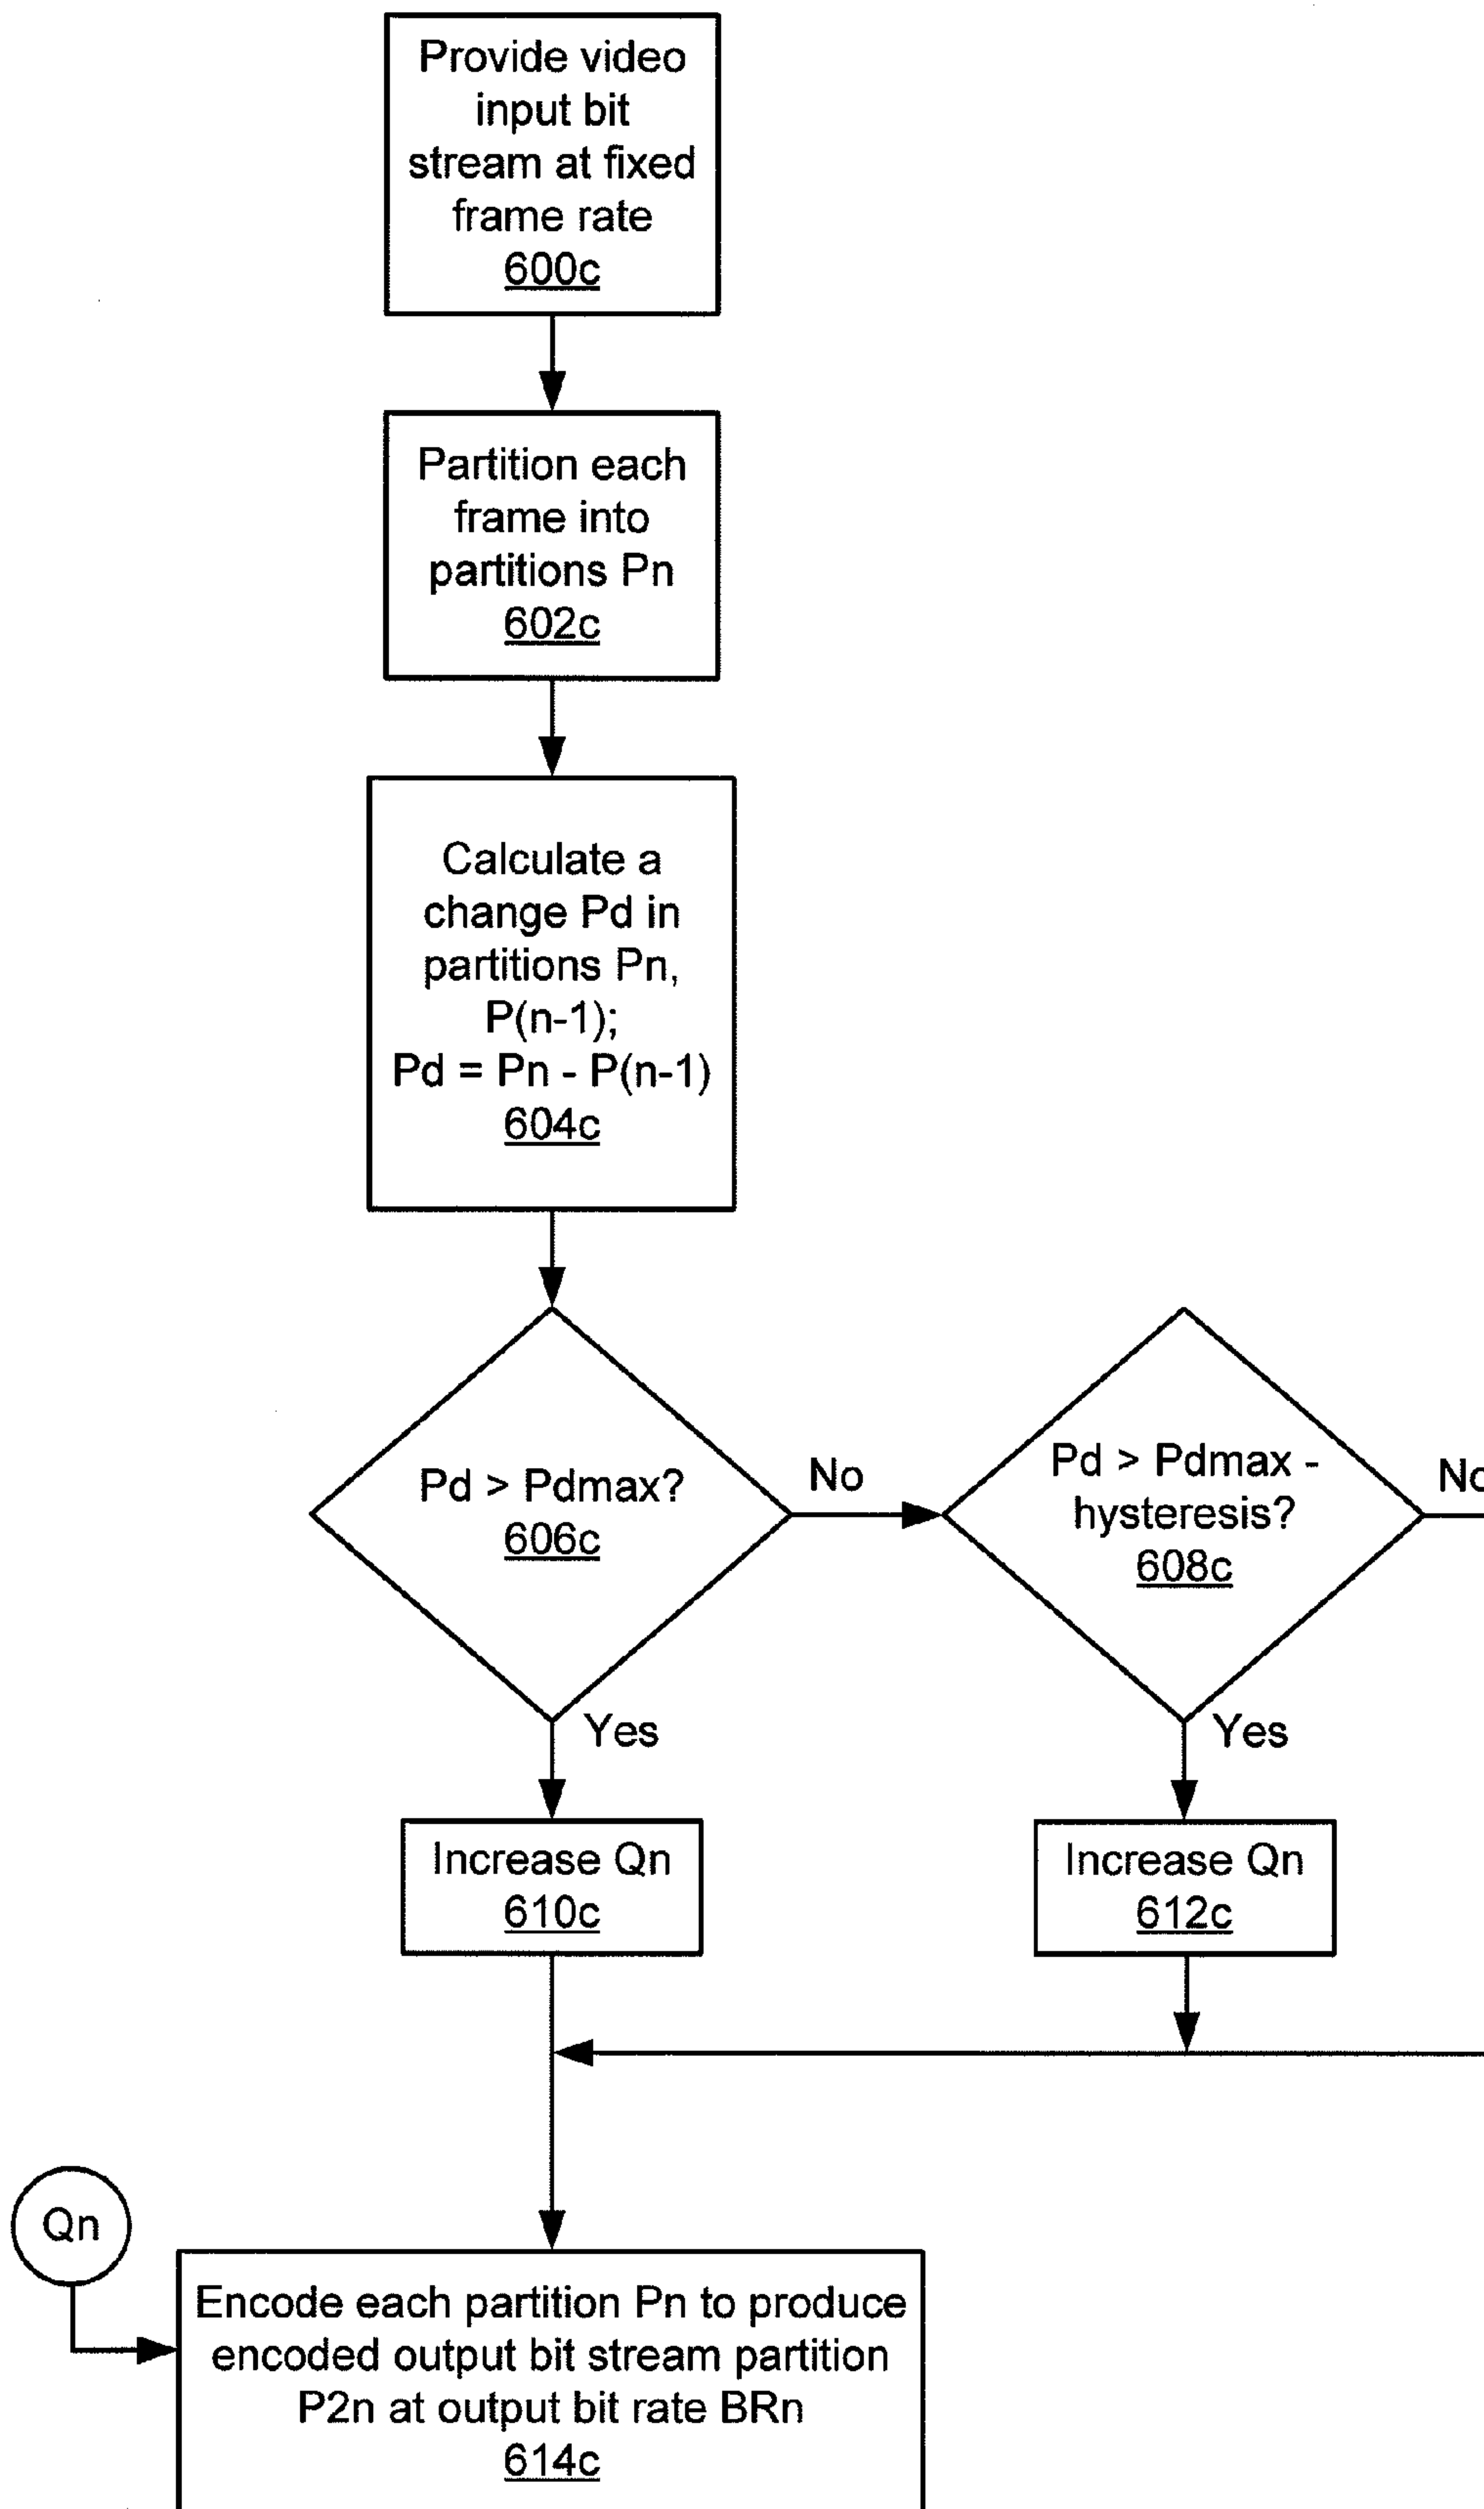 Provide video
input bit
stream at fixed
frame rate
600c
Partition each
frame into
partitions Pn
602c
Calculate a
change Pd in
partitions Pn,
P(n-1);
Pd = Pn - P(n-1)
604c
Pd > Pdmax?
606c
No
Pd > Pdmax -
hysteresis?
608c
No
Yes
Yes
Increase Qn
610c
Increase Qn
612c
Qn
Encode each partition Pn to produce
encoded output bit stream partition
P2n at output bit rate BRn
614c